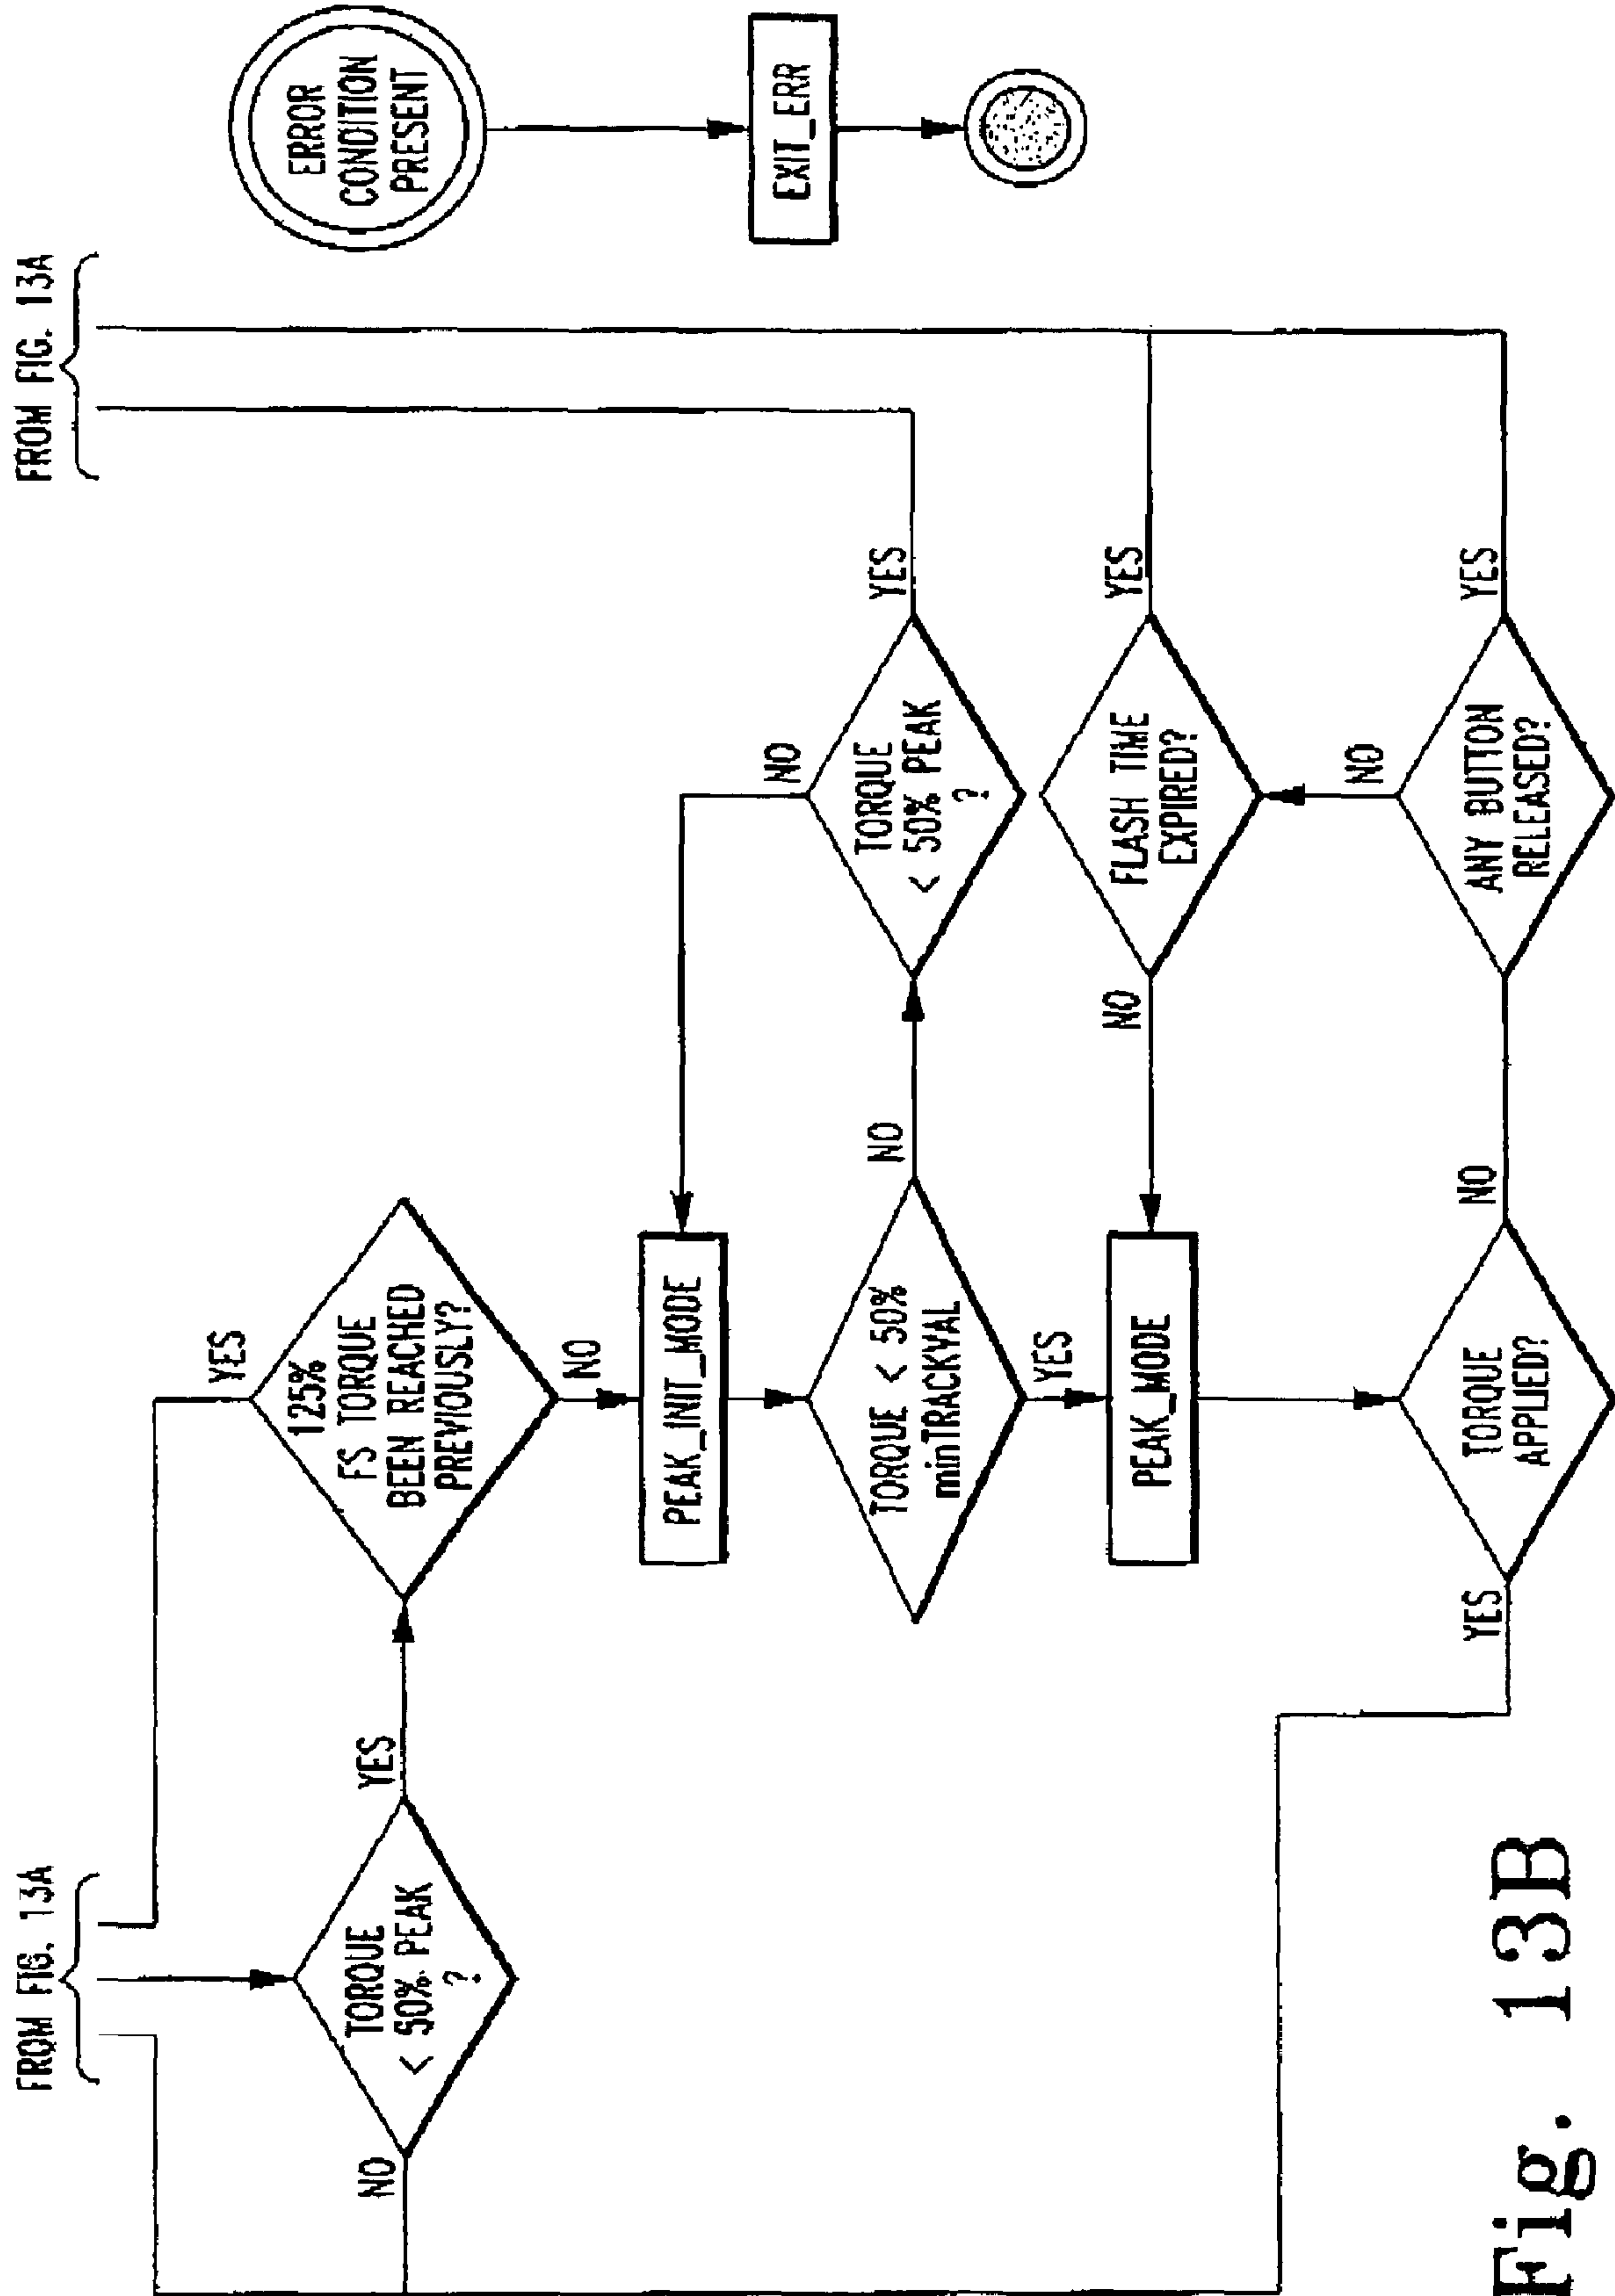 FROM FIG. 13A
FROM FIG. 13A
TORQUE
< 50% PEAK
?
YES
NO
125%
FS TORQUE
BEEN REACHED
PREVIOUSLY?
YES
NO
PEAK_INIT_MODE
TORQUE < 50%
minTRACKVAL
NO
YES
TORQUE
< 50% PEAK
?
NO
YES
PEAK_MODE
FLASH TIME
EXPIRED?
NO
YES
TORQUE
APPLIED?
YES
NO
ANY BUTTON
RELEASED?
NO
YES
ERROR
CONDITION
PRESENT
EXIT_ERR
Fig. 13B